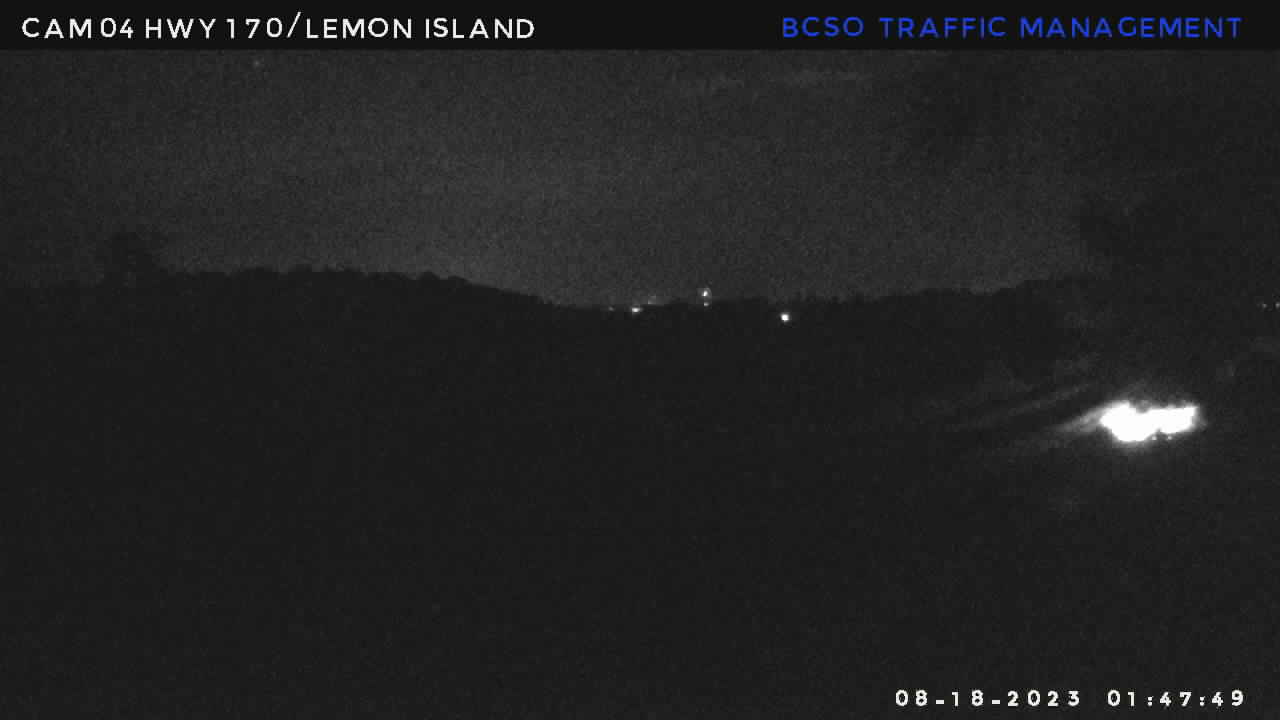 CAM 04 HWY 170/LEMON ISLAND
BCSO TRAFFIC MANAGEMENT
08-18-2023 01:47:49